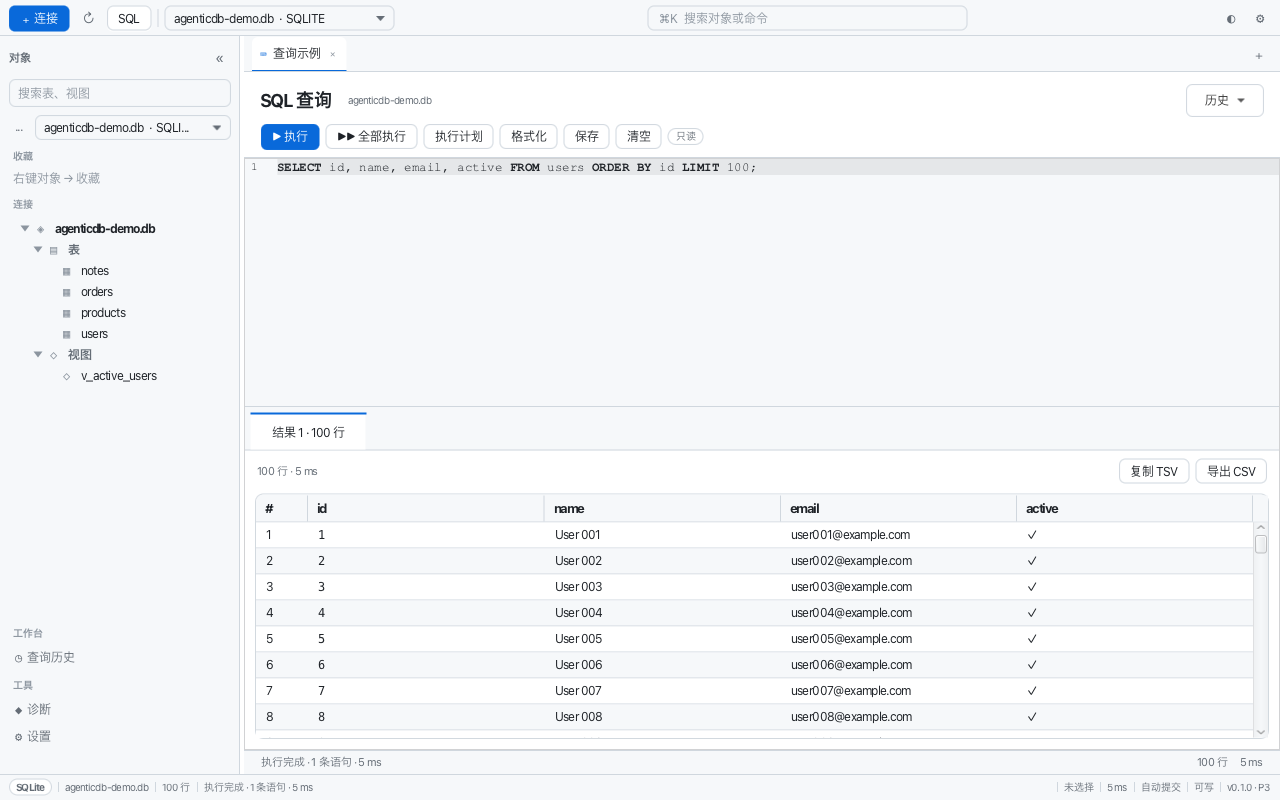 + 连接
SQL
agenticdb-demo.db · SQLITE
⌘K 搜索对象或命令
对象
«
搜索表、视图
... agenticdb-demo.db · SQLI...
收藏
右键对象 → 收藏
连接
agenticdb-demo.db
表
notes
orders
products
users
视图
v_active_users
工作台
查询历史
工具
诊断
设置
查询示例 ×
+
SQL 查询 agenticdb-demo.db
历史
执行 全部执行 执行计划 格式化 保存 清空 只读
1 SELECT id, name, email, active FROM users ORDER BY id LIMIT 100;
结果 1 · 100 行
100 行 · 5 ms
复制 TSV 导出 CSV
# id name email active
1 1 User 001 user001@example.com ✓
2 2 User 002 user002@example.com ✓
3 3 User 003 user003@example.com ✓
4 4 User 004 user004@example.com ✓
5 5 User 005 user005@example.com ✓
6 6 User 006 user006@example.com ✓
7 7 User 007 user007@example.com ✓
8 8 User 008 user008@example.com ✓
执行完成 · 1 条语句 · 5 ms
100 行 5 ms
SQLite agenticdb-demo.db 100 行 执行完成 · 1 条语句 · 5 ms
未选择 5 ms 自动提交 可写 v0.1.0 · P3